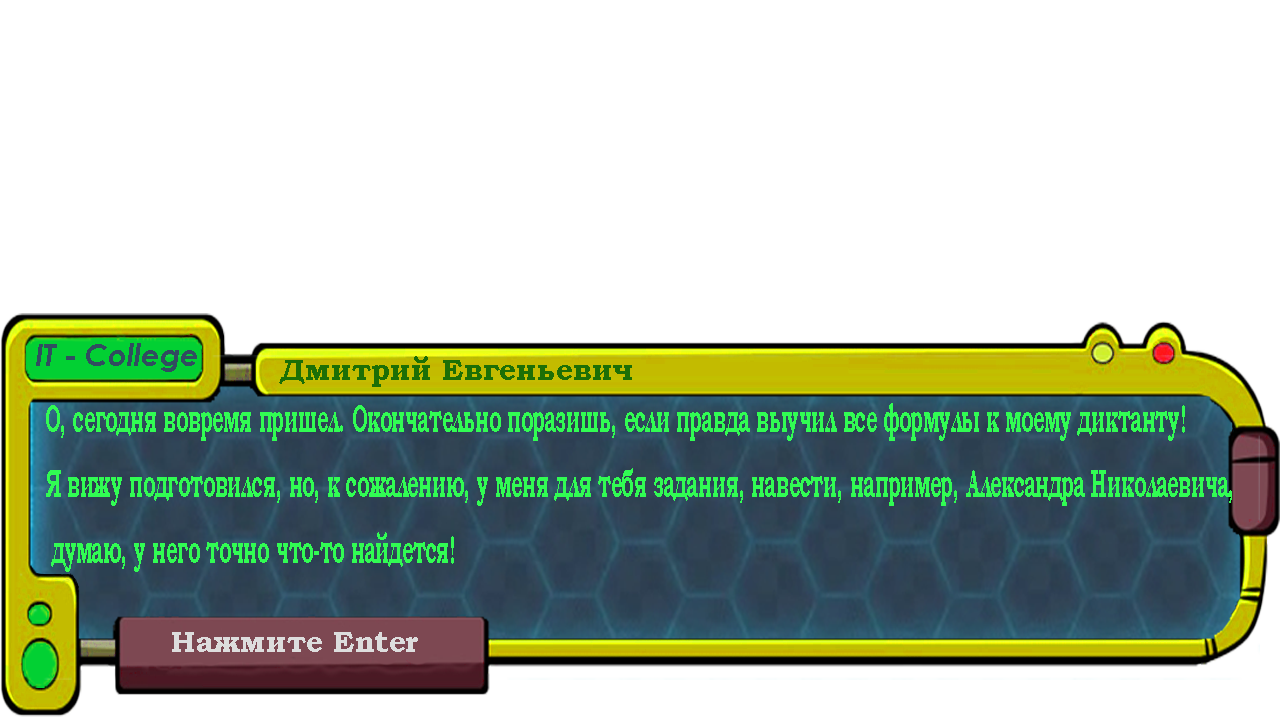 IT - College
Дмитрий Евгеньевич
О, сегодня вовремя пришел. Окончательно поразишь, если правда выучил все формулы к моему диктанту!
Я вижу подготовился, но, к сожалению, у меня для тебя задания, навести, например, Александра Николаевича,
думаю, у него точно что-то найдется!
Нажмите Enter